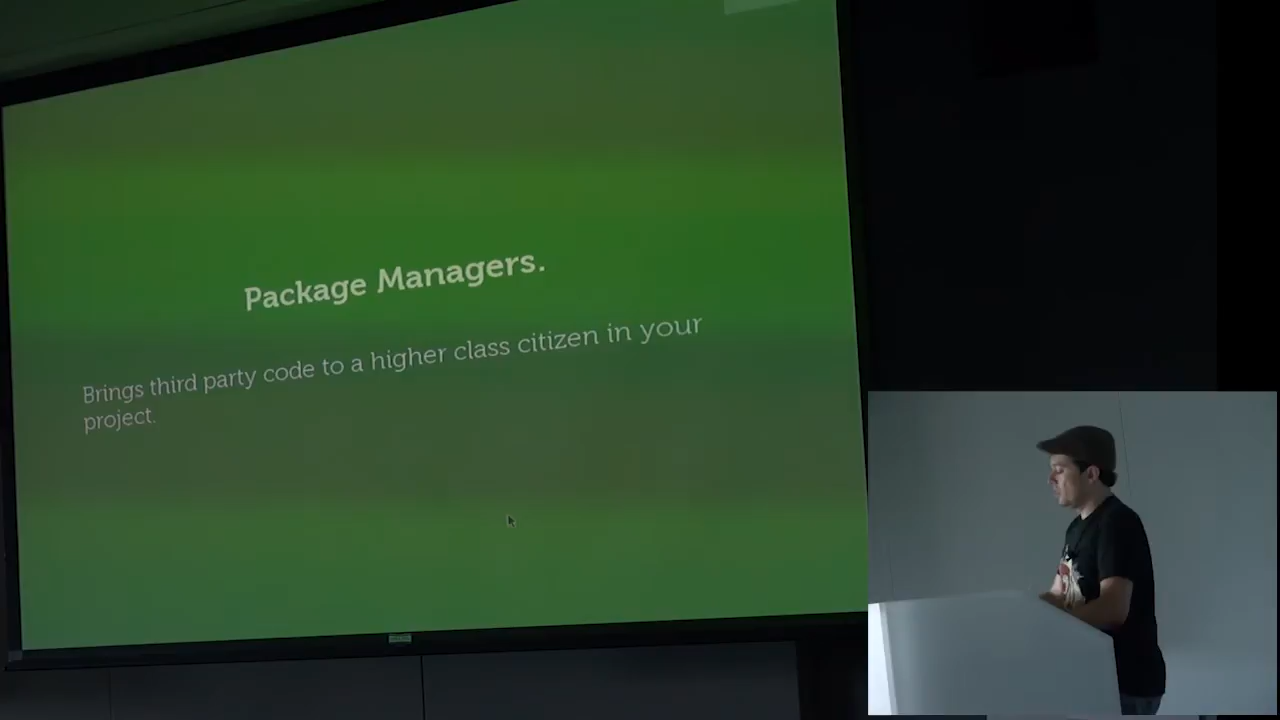 Package Managers.
Brings third party code to a higher class citizen in your
project.